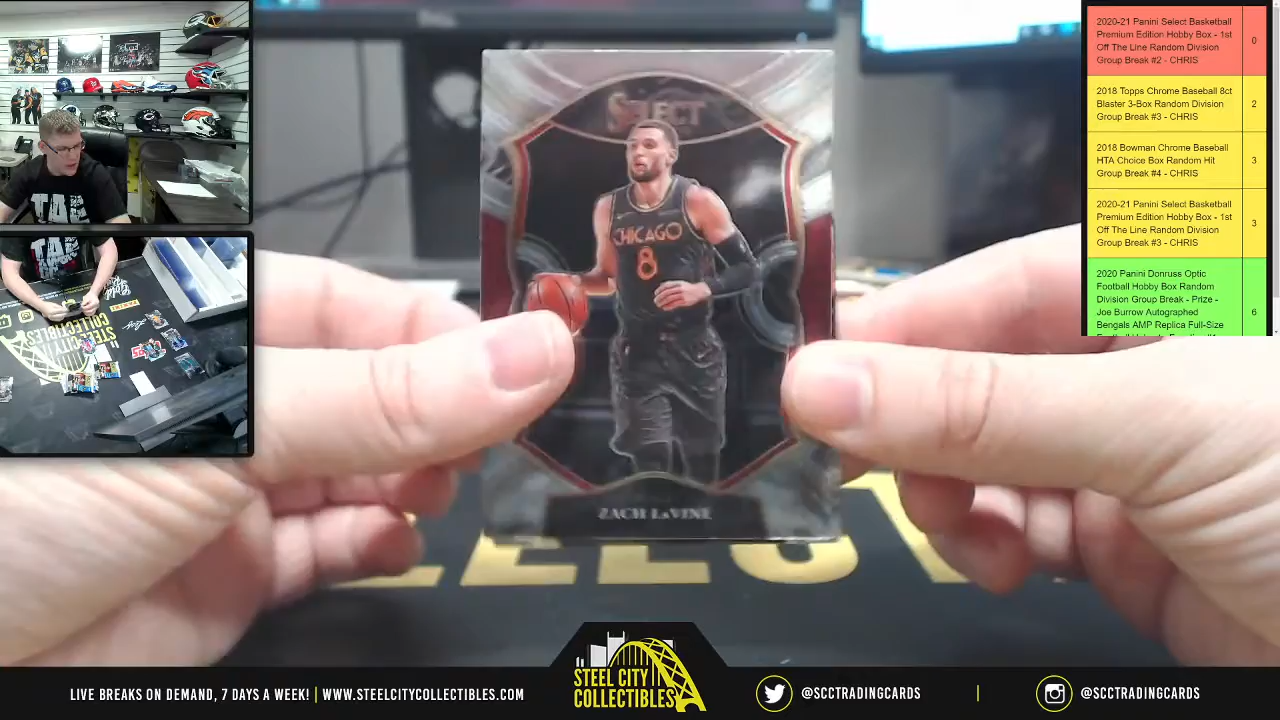 2020-21 Panini Select Basketball
Premium Edition Hobby Box - 1st
Off The Line Random Division
Group Break #2 - CHRIS
0
2018 Topps Chrome Baseball 8ct
Blaster 3-Box Random Division
Group Break #3 - CHRIS
2
2018 Bowman Chrome Baseball
HTA Choice Box Random Hit
Group Break #4 - CHRIS
3
2020-21 Panini Select Basketball
Premium Edition Hobby Box - 1st
Off The Line Random Division
Group Break #3 - CHRIS
3
2020 Panini Donruss Optic
Football Hobby Box Random
Division Group Break - Prize -
Joe Burrow Autographed
Bengals AMP Replica Full-Size
6
SELECT
CHICAGO
8
ZACH LaVINE
STEEL CITY
COLLECTIBLES
LIVE BREAKS ON DEMAND, 7 DAYS A WEEK! | WWW.STEELCITYCOLLECTIBLES.COM
STEEL CITY
COLLECTIBLES
@SCCTRADINGCARDS | @SCCTRADINGCARDS